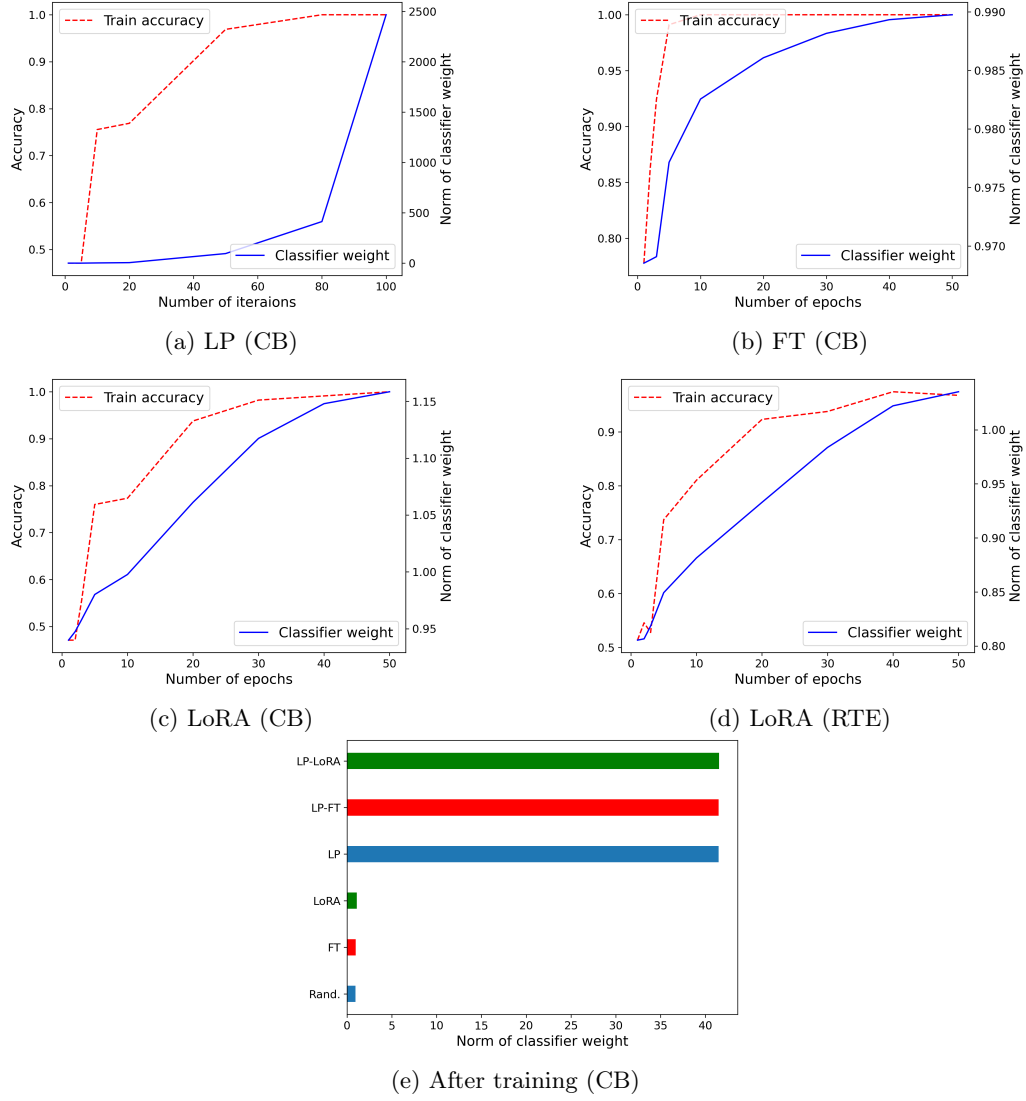 Train accuracy
Classifier weight
Accuracy
Norm of classifier weight
Number of iteraions
0.5 0.6 0.7 0.8 0.9 1.0
0 500 1000 1500 2000 2500
0 20 40 60 80 100
(a) LP (CB)
Train accuracy
Classifier weight
Accuracy
Norm of classifier weight
Number of epochs
0.80 0.85 0.90 0.95 1.00
0.970 0.975 0.980 0.985 0.990
0 10 20 30 40 50
(b) FT (CB)
Train accuracy
Classifier weight
Accuracy
Norm of classifier weight
Number of epochs
0.5 0.6 0.7 0.8 0.9 1.0
0.95 1.00 1.05 1.10 1.15
0 10 20 30 40 50
(c) LoRA (CB)
Train accuracy
Classifier weight
Accuracy
Norm of classifier weight
Number of epochs
0.5 0.6 0.7 0.8 0.9
0.80 0.85 0.90 0.95 1.00
0 10 20 30 40 50
(d) LoRA (RTE)
LP-LoRA
LP-FT
LP
LoRA
FT
Rand.
0 5 10 15 20 25 30 35 40
Norm of classifier weight
(e) After training (CB)